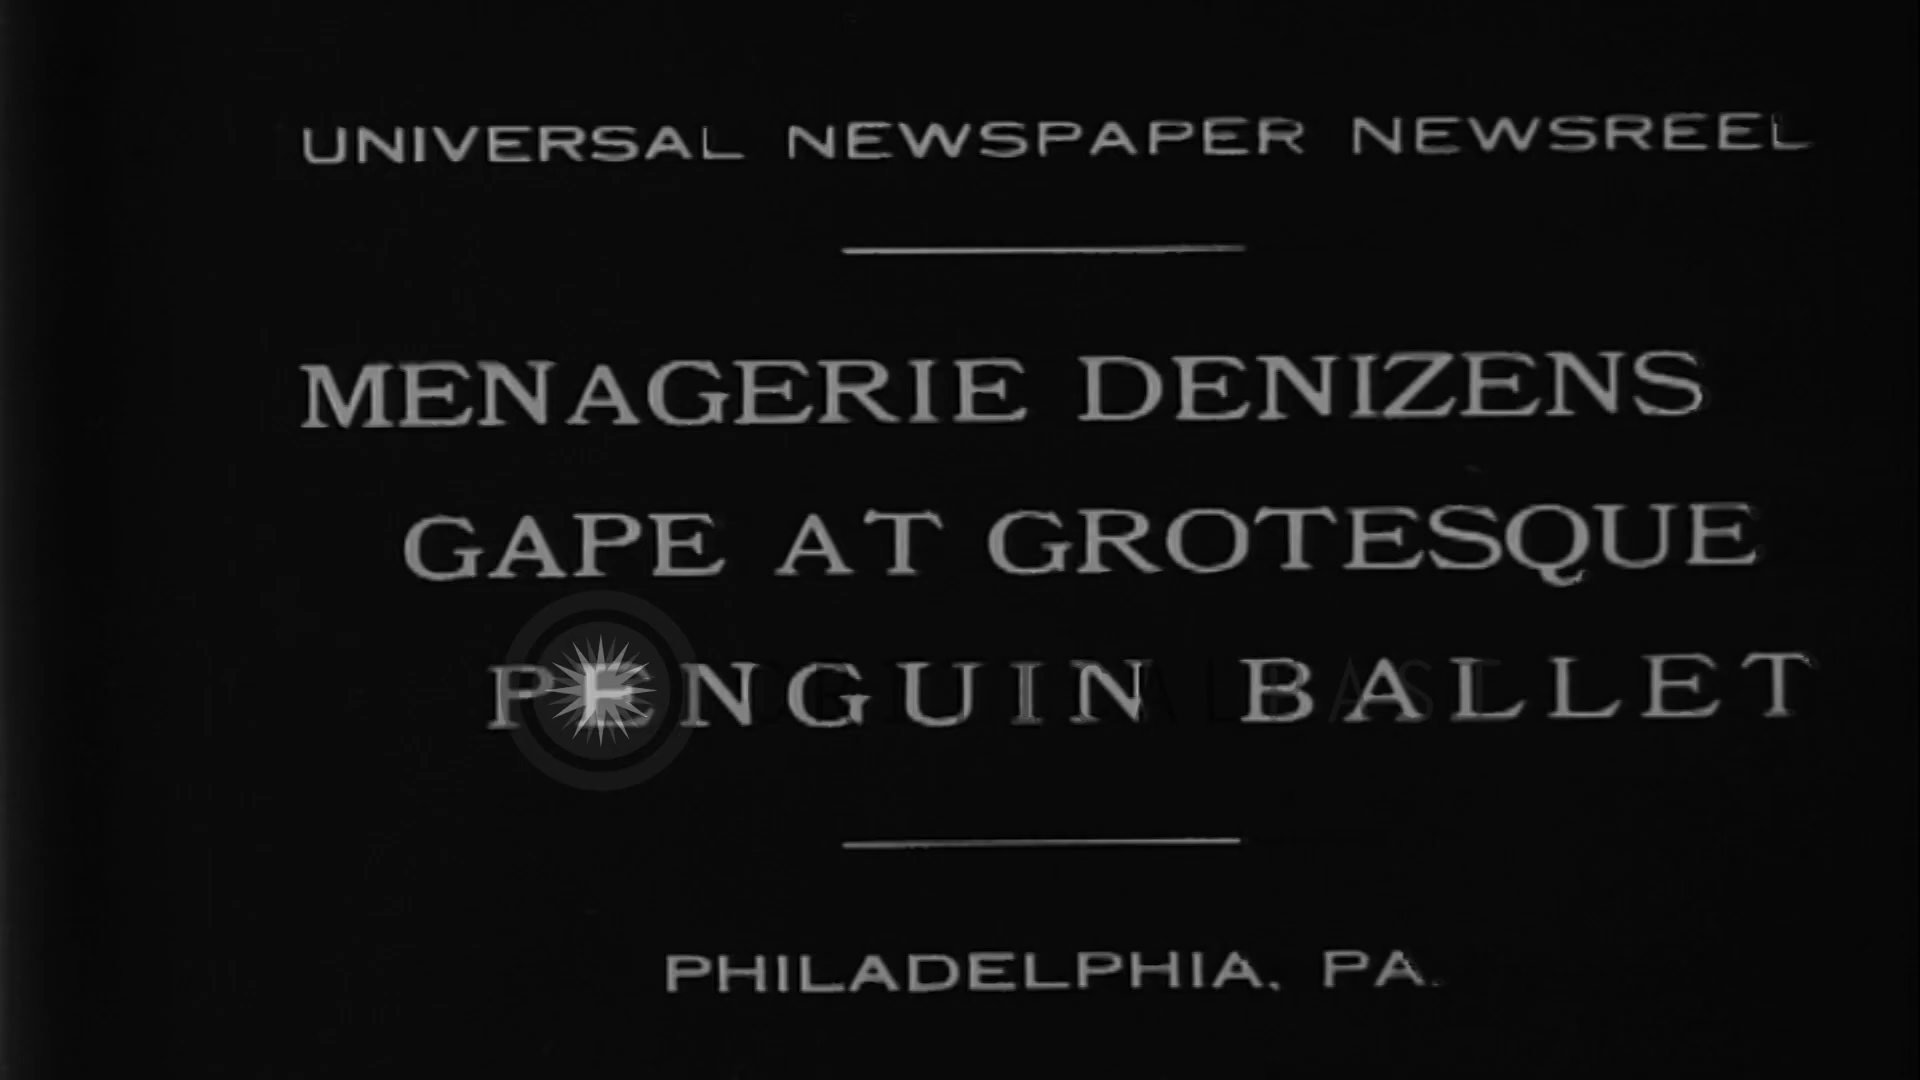 UNIVERSAL NEWSPAPER NEWSREEL
MENAGERIE DENIZENS
GAPE AT GROTESQUE
PENGUIN BALLET
PHILADELPHIA, PA.